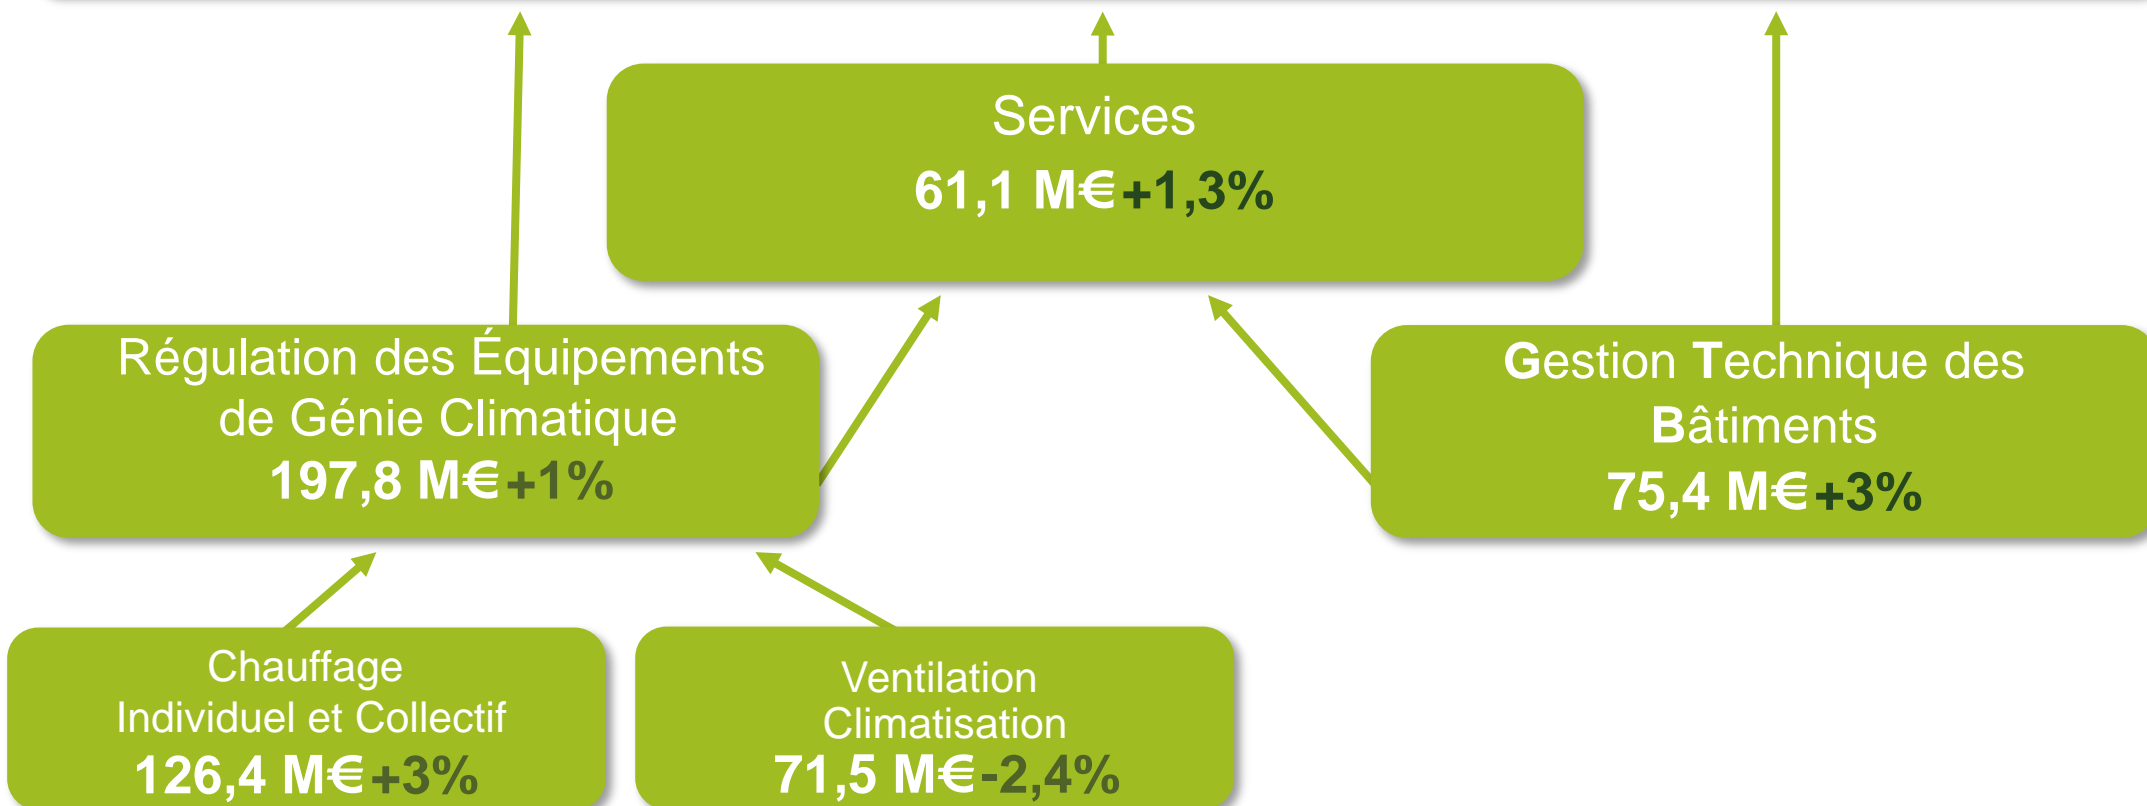 Services
61,1 M€ +1,3%
Régulation des Équipements
de Génie Climatique
197,8 M€ +1%
Gestion Technique des
Bâtiments
75,4 M€ +3%
Chauffage
Individuel et Collectif
126,4 M€ +3%
Ventilation
Climatisation
71,5 M€ -2,4%